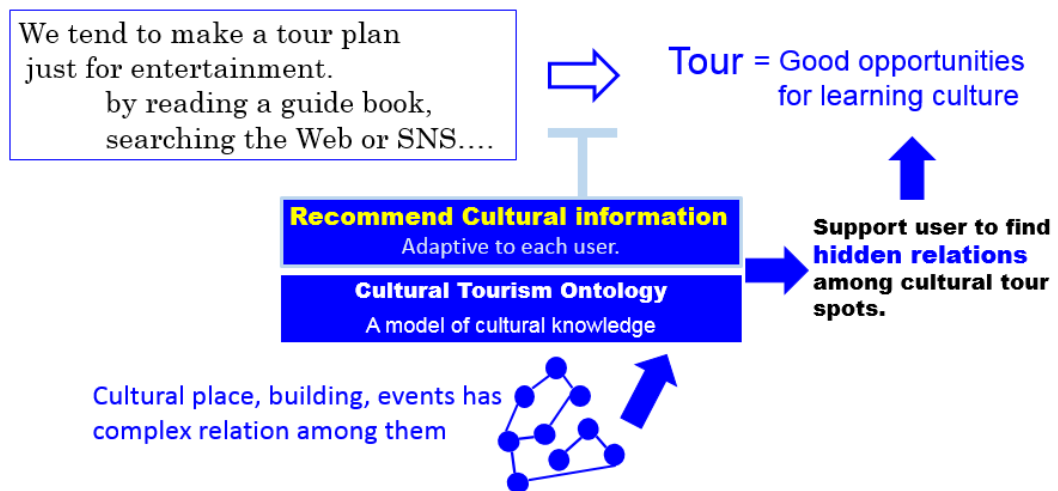 We tend to make a tour plan
just for entertainment.
by reading a guide book,
searching the Web or SNS....
Tour = Good opportunities
for learning culture
Recommend Cultural information
Adaptive to each user.
Cultural Tourism Ontology
A model of cultural knowledge
Support user to find
hidden relations
among cultural tour
spots.
Cultural place, building, events has
complex relation among them